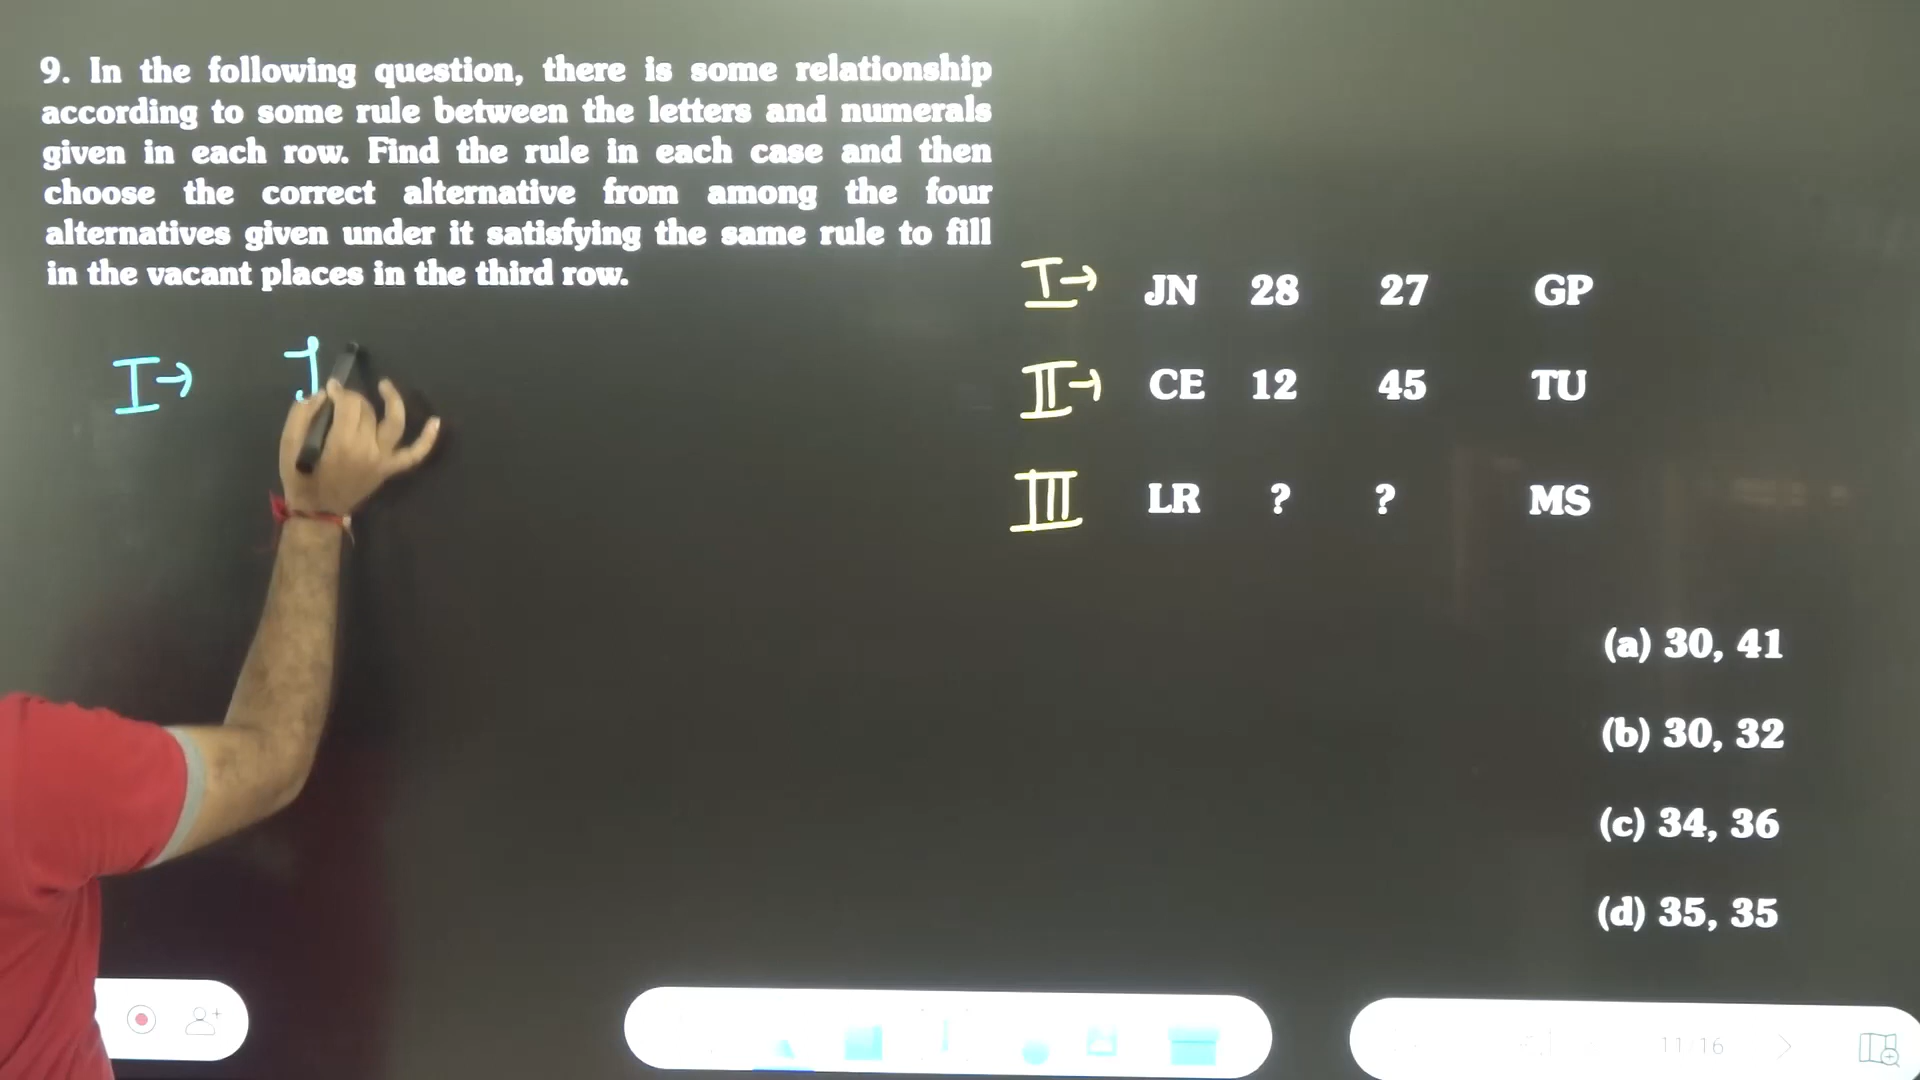 9. In the following question, there is some relationship
according to some rule between the letters and numerals
given in each row. Find the rule in each case and then
choose the correct alternative from among the four
alternatives given under it satisfying the same rule to fill
in the vacant places in the third row.
I→ JN 28 27 GP
II→ CE 12 45 TU
III LR ? ? MS
I→ J
(a) 30, 41
(b) 30, 32
(c) 34, 36
(d) 35, 35
11/16